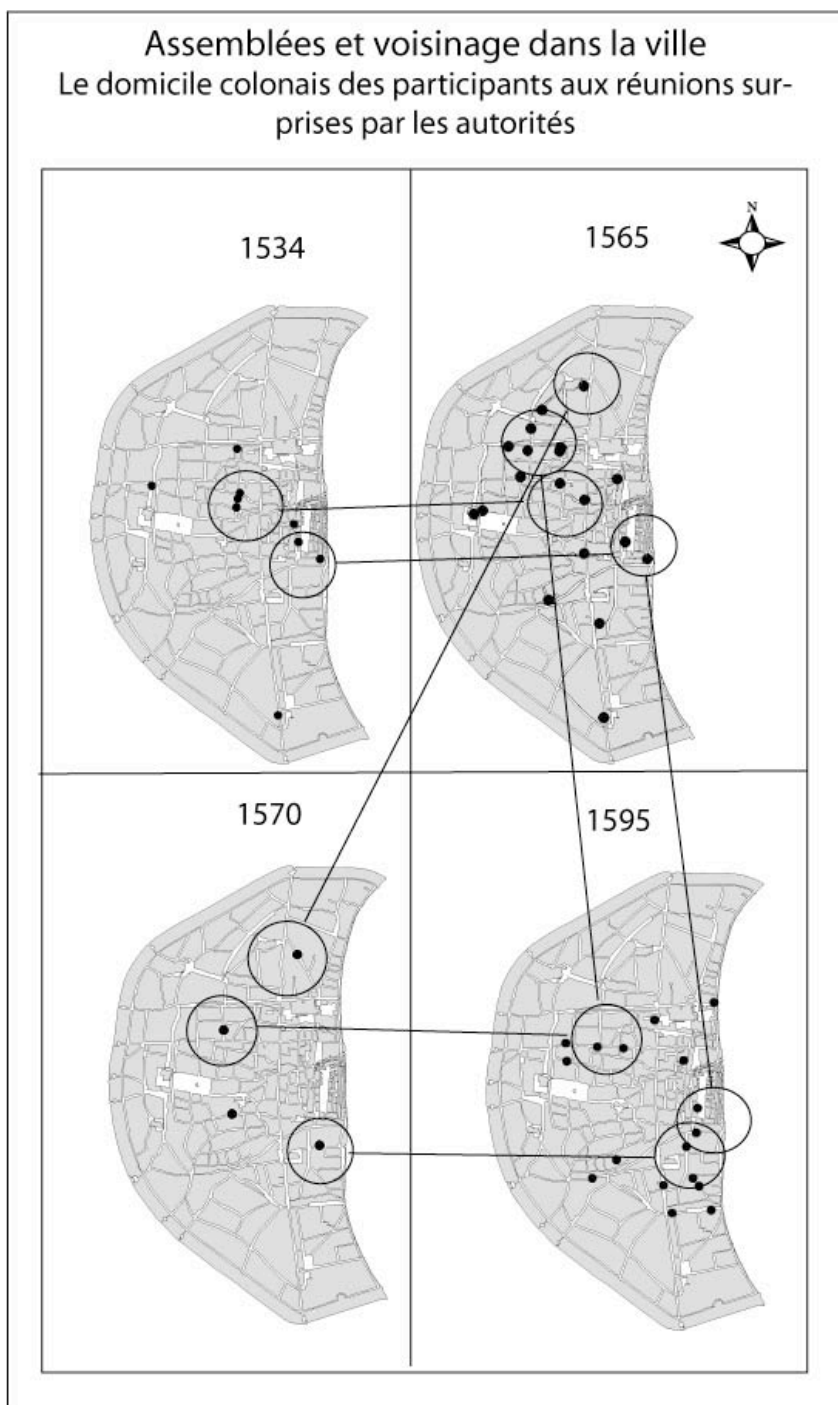 Assemblées et voisinage dans la ville
Le domicile colonais des participants aux réunions sur-
prises par les autorités
1534
1565
N
1570
1595